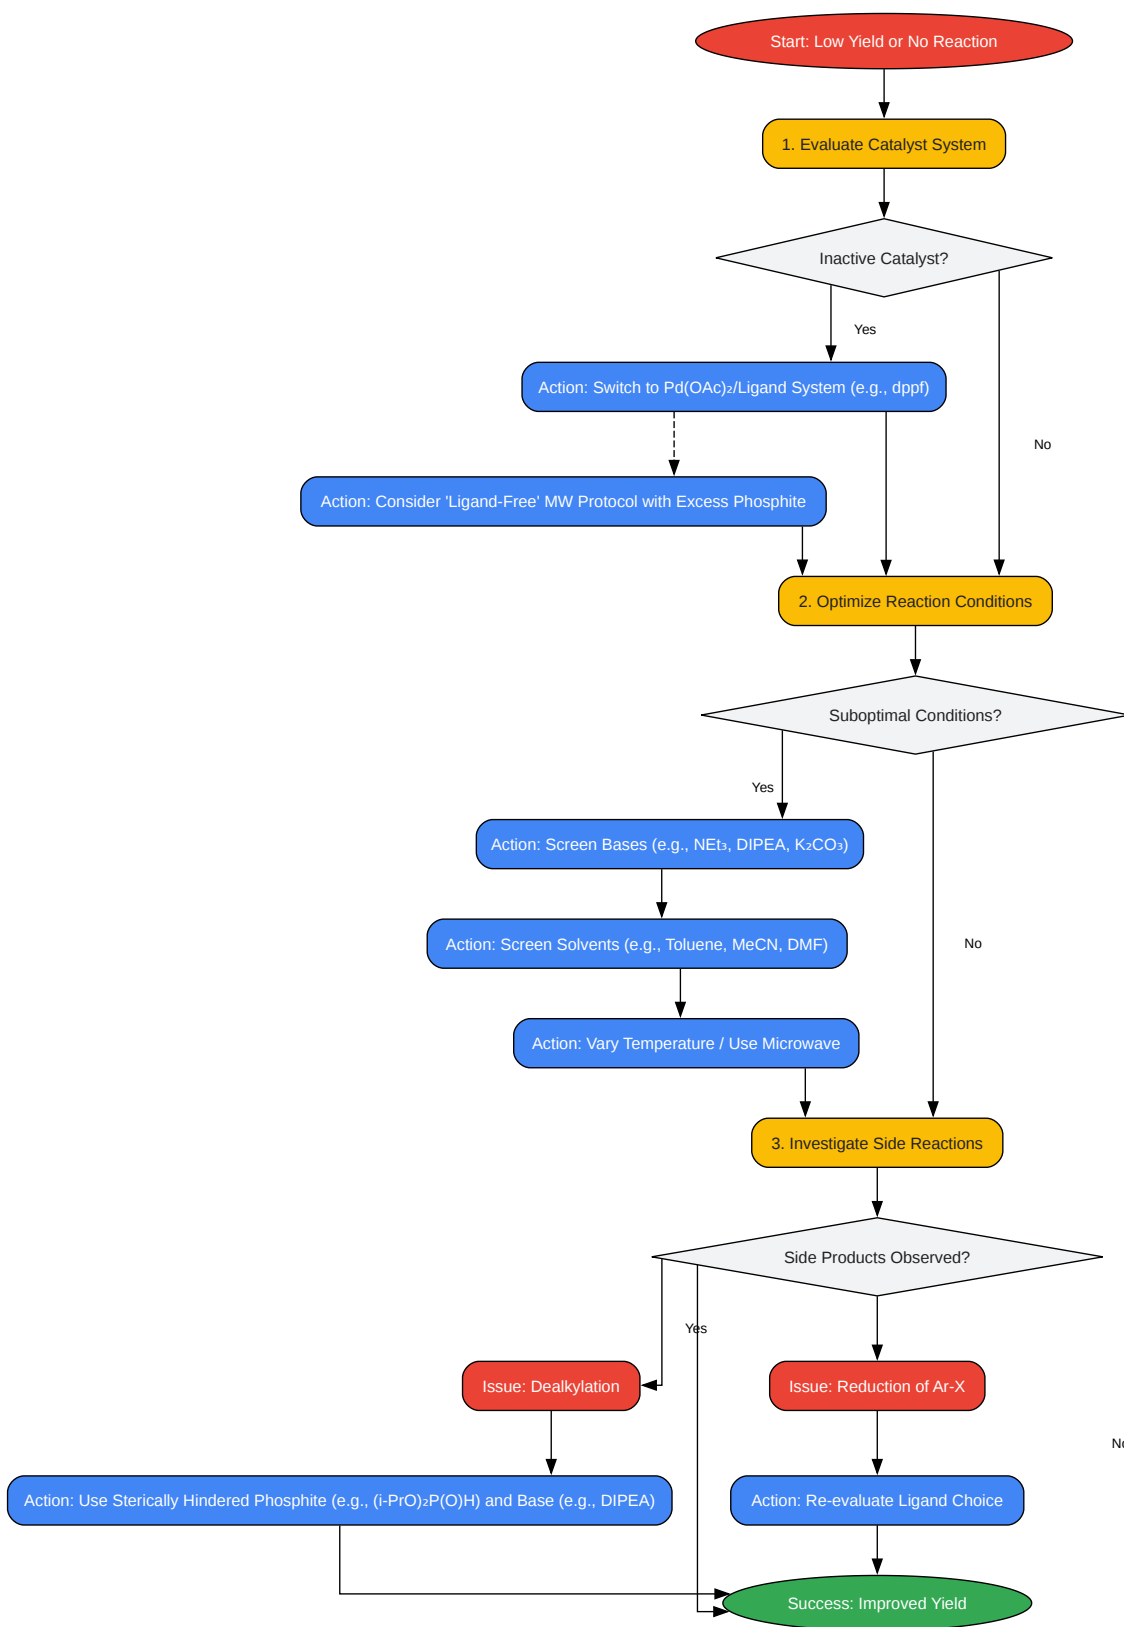 Start: Low Yield or No Reaction
1. Evaluate Catalyst System
Inactive Catalyst?
Yes
Action: Switch to Pd(OAc)₂/Ligand System (e.g., dppf)
No
Action: Consider 'Ligand-Free' MW Protocol with Excess Phosphite
2. Optimize Reaction Conditions
Suboptimal Conditions?
Yes
Action: Screen Bases (e.g., NEt₃, DIPEA, K₂CO₃)
Action: Screen Solvents (e.g., Toluene, MeCN, DMF)
No
Action: Vary Temperature / Use Microwave
3. Investigate Side Reactions
Side Products Observed?
Yes
Issue: Dealkylation
Issue: Reduction of Ar-X
No
Action: Use Sterically Hindered Phosphite (e.g., (i-PrO)₂P(O)H) and Base (e.g., DIPEA)
Action: Re-evaluate Ligand Choice
Success: Improved Yield